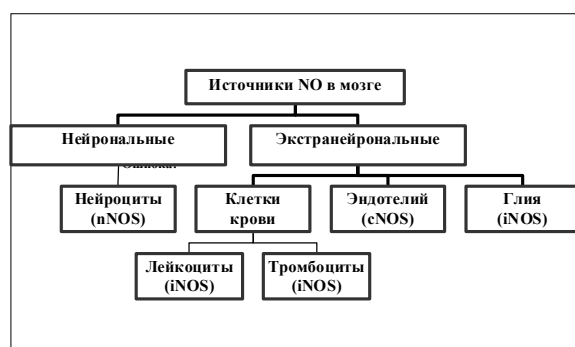 Источники NO в мозге
Нейрональные
Экстранейрональные
Нейроциты
(nNOS)
Клетки
крови
Эндотелий
(cNOS)
Глия
(iNOS)
Лейкоциты
(iNOS)
Тромбоциты
(iNOS)